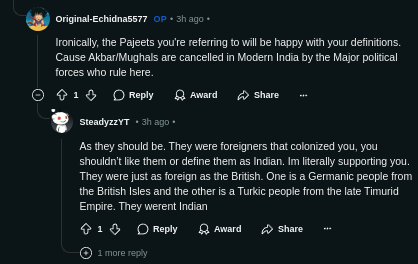 Original-Echidna5577 OP • 3h ago •
Ironically, the Pajeets you're referring to will be happy with your definitions.
Cause Akbar/Mughals are cancelled in Modern India by the Major political
forces who rule here.
1 Reply Award Share ...
SteadyzzYT • 3h ago •
As they should be. They were foreigners that colonized you, you
shouldn't like them or define them as Indian. Im literally supporting you.
They were just as foreign as the British. One is a Germanic people from
the British Isles and the other is a Turkic people from the late Timurid
Empire. They werent Indian
1 Reply Award Share ...
1 more reply